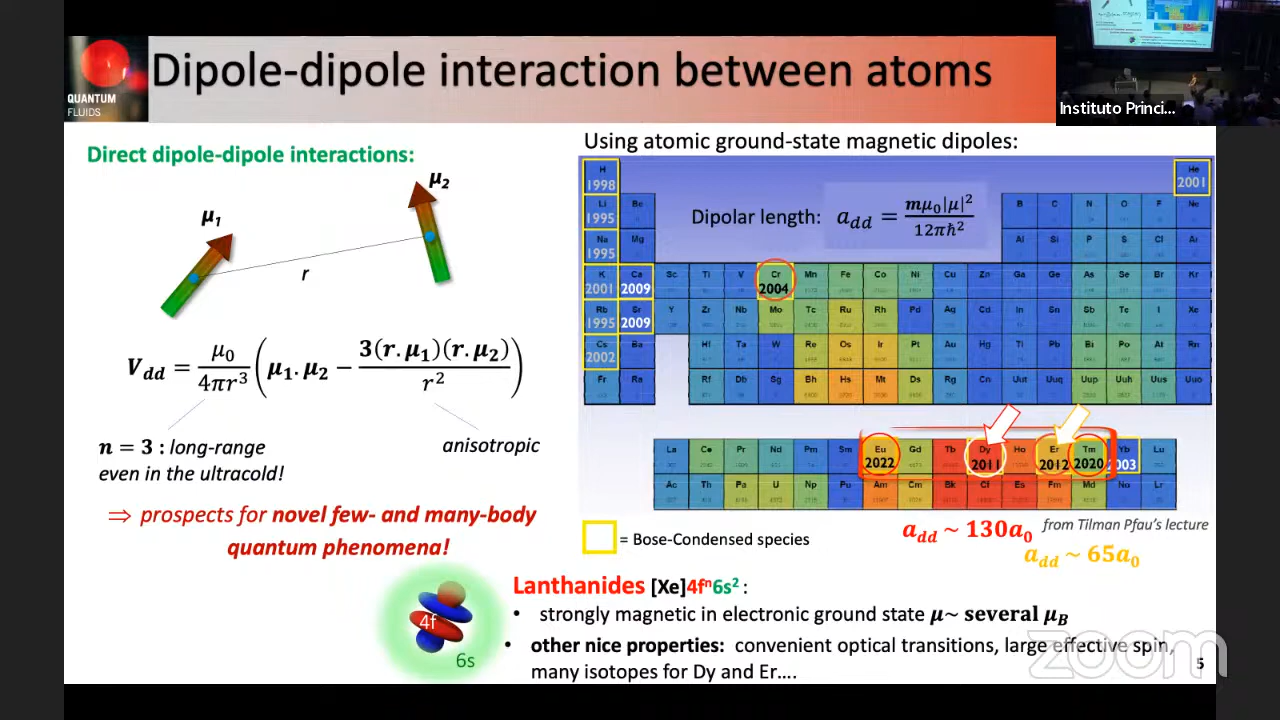 Dipole-dipole interaction between atoms
QUANTUM
FLUIDS
Instituto Princi...
Direct dipole-dipole interactions:
μ₁
μ₂
r
V_dd = μ₀/4πr³ (μ₁.μ₂ − 3(r.μ₁)(r.μ₂)/r²)
n = 3 : long-range
even in the ultracold!
anisotropic
⇒ prospects for novel few- and many-body
quantum phenomena!
Using atomic ground-state magnetic dipoles:
Dipolar length: a_dd = mμ₀|μ|²/12πℏ²
H He
1998 2001
Li Be B C N O F Ne
1995
Na Mg Al Si P S Cl Ar
1995
K Ca Sc Ti V Cr Mn Fe Co Ni Cu Zn Ga Ge As Se Br Kr
2001 2009 2004
Rb Sr Y Zr Nb Mo Tc Ru Rh Pd Ag Cd In Sn Sb Te I Xe
1995 2009
Cs Ba Hf Ta W Re Os Ir Pt Au Hg Tl Pb Bi Po At Rn
2002
Fr Ra Rf Db Sg Bh Hs Mt Ds Rg Cn Uut Uuq Uup Uuh Uus Uuo
La Ce Pr Nd Pm Sm Eu Gd Tb Dy Ho Er Tm Yb Lu
2022 2011 2012 2020 2003
Ac Th Pa U Np Pu Am Cm Bk Cf Es Fm Md No Lr
= Bose-Condensed species
a_dd ~ 130a₀
from Tilman Pfau's lecture
a_dd ~ 65a₀
4f
6s
Lanthanides [Xe]4fⁿ6s² :
• strongly magnetic in electronic ground state μ~ several μ_B
• other nice properties: convenient optical transitions, large effective spin,
many isotopes for Dy and Er....
zoom
5